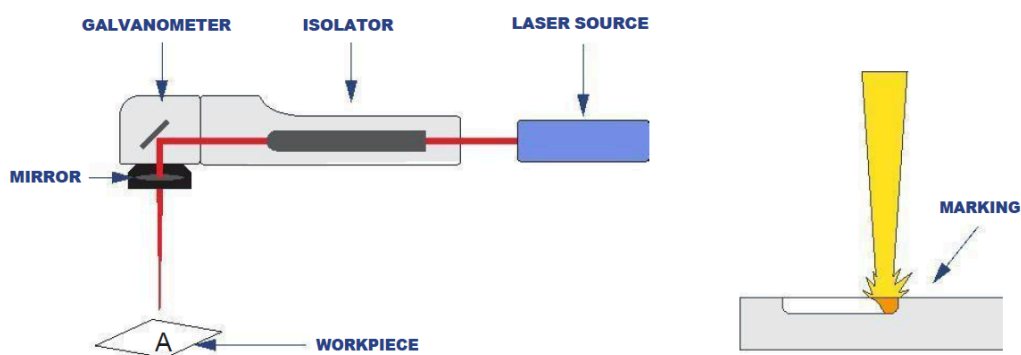 GALVANOMETER
ISOLATOR
LASER SOURCE
MIRROR
MARKING
A
WORKPIECE